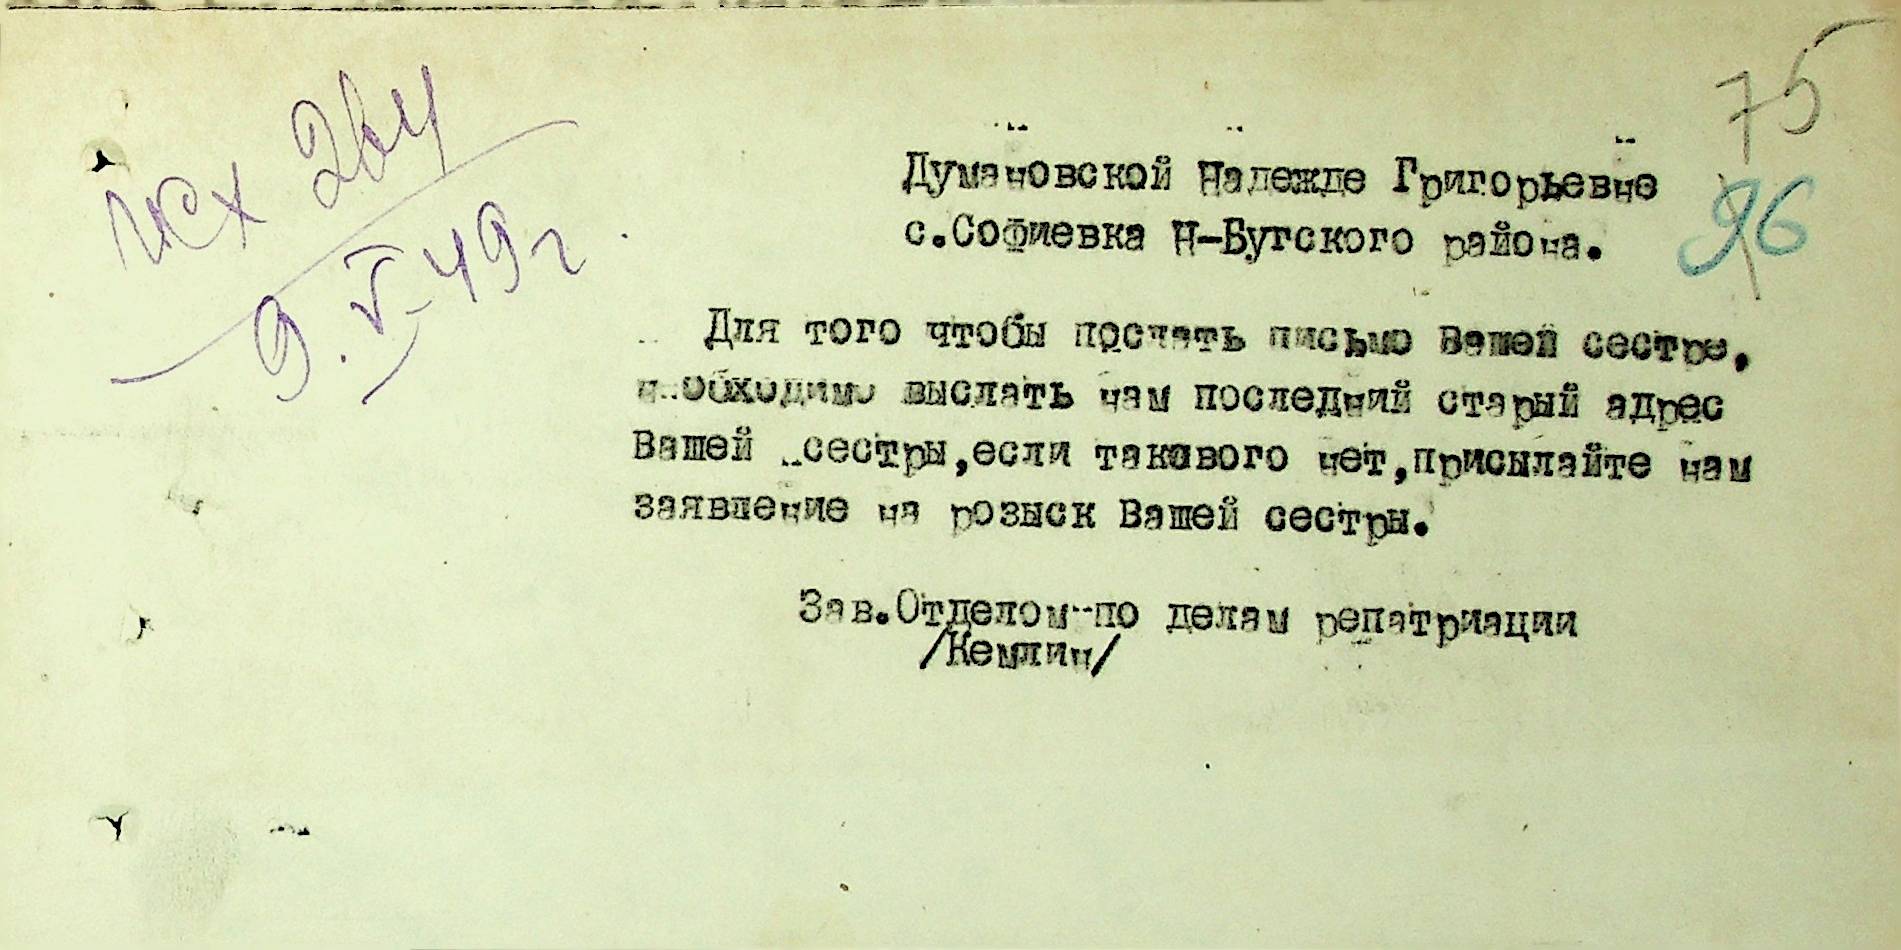 75
исх 264
9.V-49г
96
Думановской Надежде Григорьевне
с.Софиевка Н-Бугского района.
Для того чтобы послать письмо Вашей сестре,
необходимо выслать нам последний старый адрес
Вашей сестры,если такового нет,присылайте нам
заявление на розыск Вашей сестры.
Зав.Отделом по делам репатриации
/Кемлин/